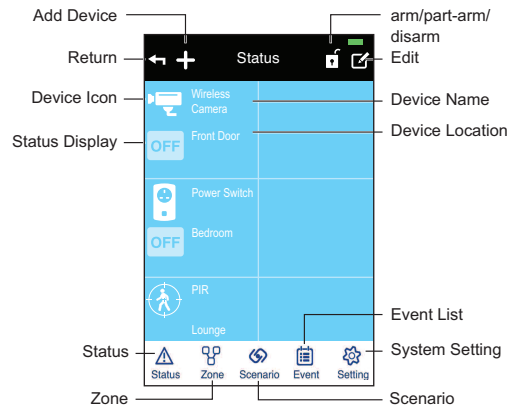 Add Device
arm/part-arm/
disarm
Return
Status
Edit
Device Icon
Wireless
Camera
Device Name
Status Display
OFF
Front Door
Device Location
Power Switch
OFF
Bedroom
PIR
Lounge
Event List
Status
System Setting
Status
Zone
Scenario
Event
Setting
Zone
Scenario